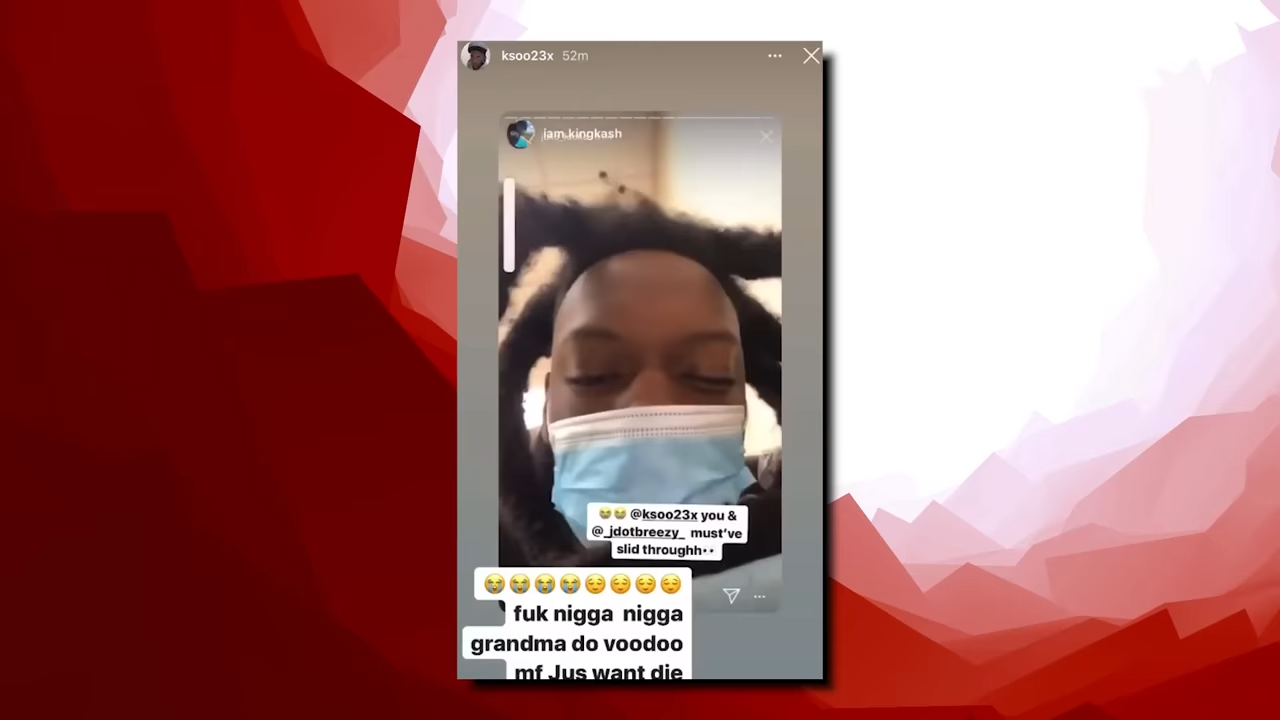 ksoo23x 52m
iam.kingkash
😭😭 @ksoo23x you &
@_jdotbreezy_ must’ve
slid throughh👀
😭😭😭😭😌😌😌😌
fuk nigga nigga
grandma do voodoo
mf Jus want die